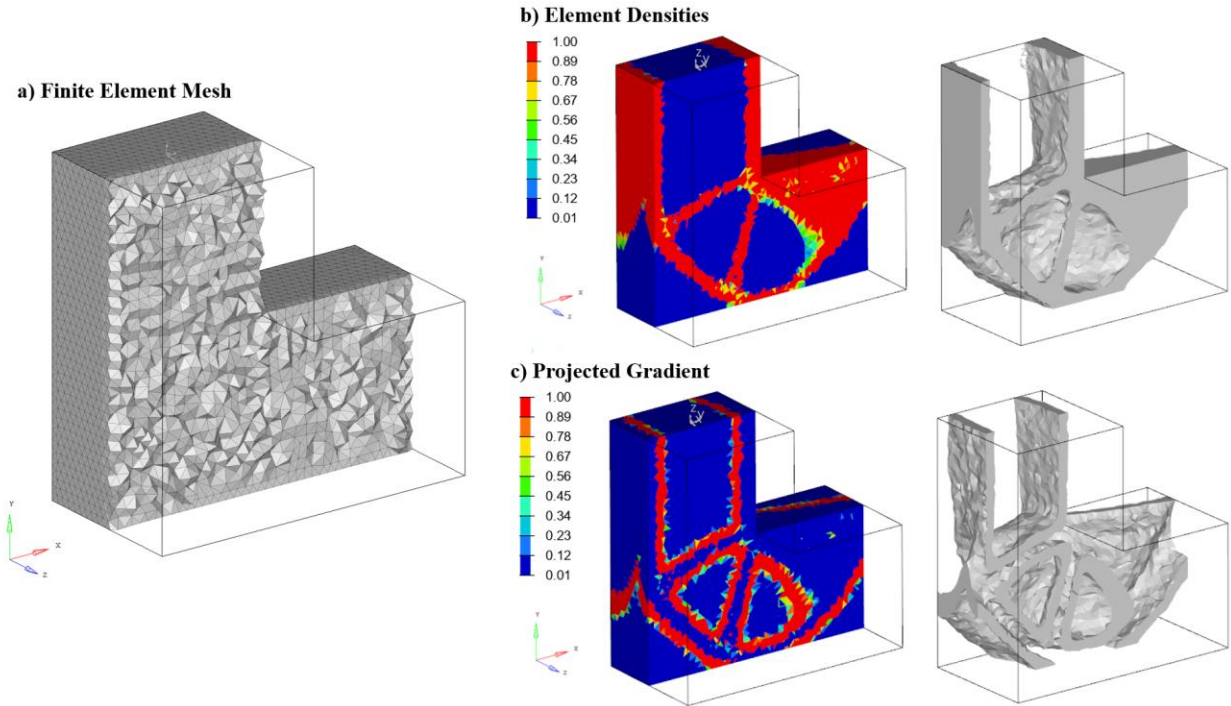 b) Element Densities
1.00
0.89
0.78
0.67
0.56
0.45
0.34
0.23
0.12
0.01
Z
Y
X
Y
X
Z
a) Finite Element Mesh
Y
X
Z
c) Projected Gradient
1.00
0.89
0.78
0.67
0.56
0.45
0.34
0.23
0.12
0.01
Z
Y
X
Y
X
Z